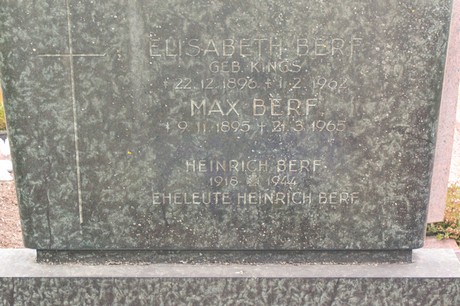 ELISABETH BERF
GEB. KINGS
* 22.12.1896 + 1.2.1962
MAX BERF
* 9.11.1895 + 21.3.1965
HEINRICH BERF
1916 1944
EHELEUTE HEINRICH BERF